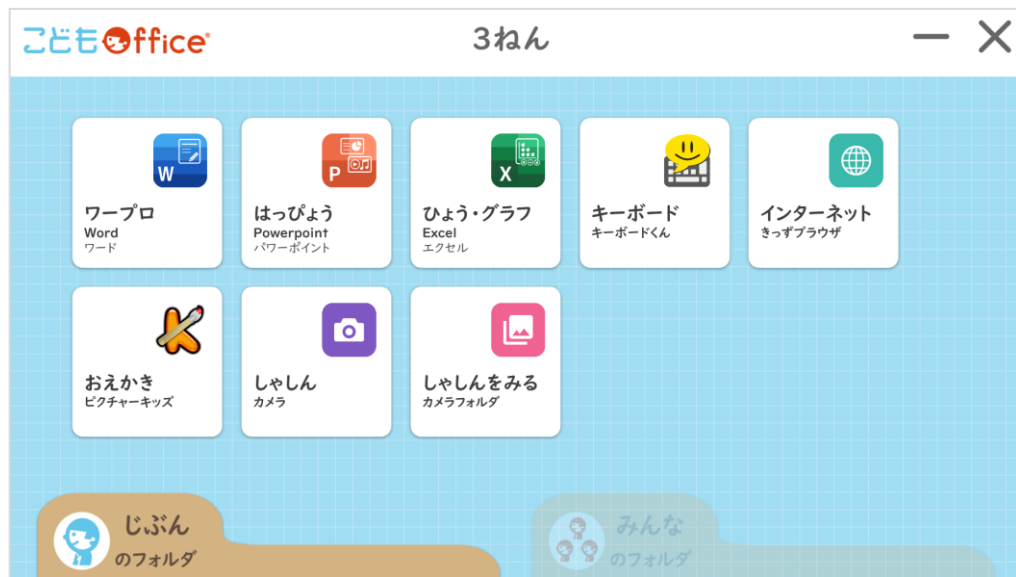 こどもOffice®
3ねん
W
ワープロ
Word
ワード
P
はっぴょう
Powerpoint
パワーポイント
X
ひょう・グラフ
Excel
エクセル
キーボード
キーボードくん
インターネット
きっずブラウザ
K
おえかき
ピクチャーキッズ
しゃしん
カメラ
しゃしんをみる
カメラフォルダ
じぶん
のフォルダ
みんな
のフォルダ